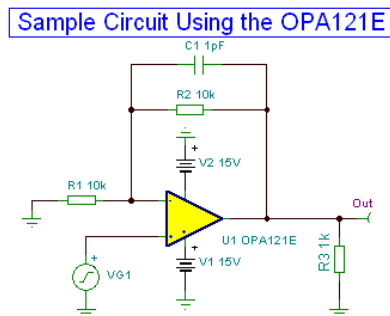 Sample Circuit Using the OPA121E
C1 1pF
R2 10k
V2 15V
R1 10k
U1 OPA121E
Out
V1 15V
R3 1k
VG1